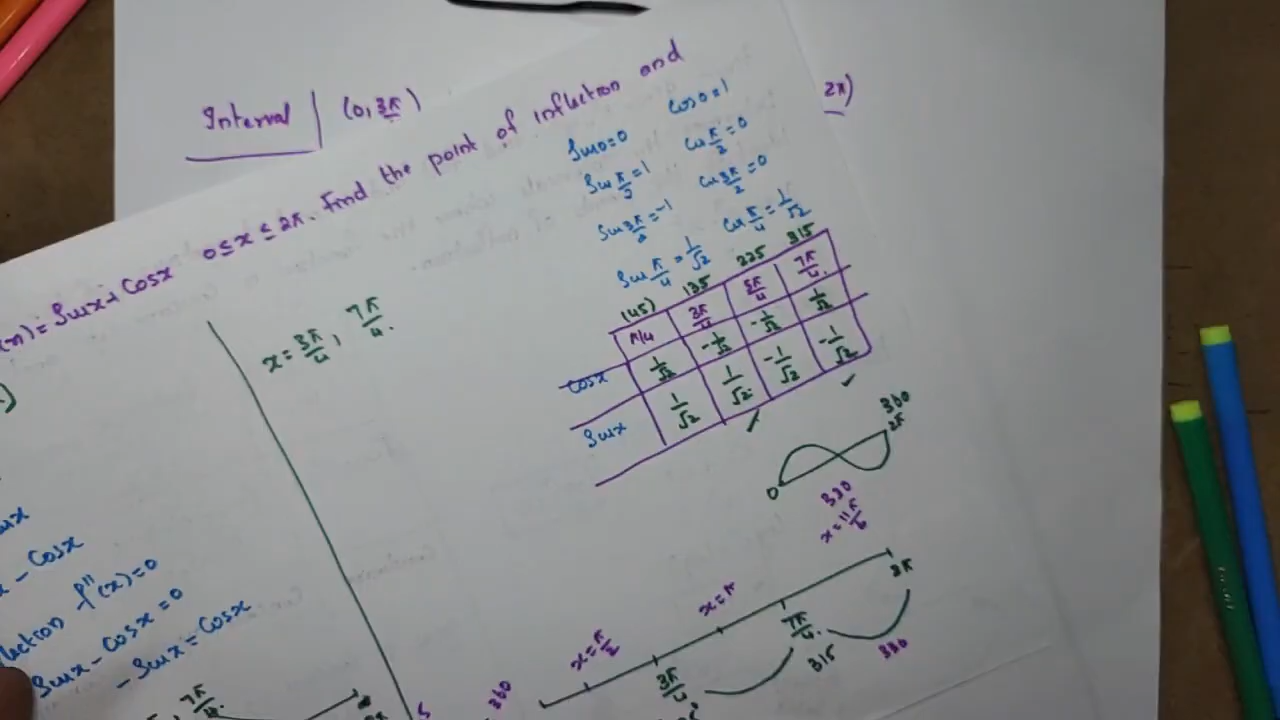 Interval | (0, 3π/
2π)
(x) = Sinx + Cosx 0 ≤ x ≤ 2π. Find the point of inflection and
Sin0=0 Cos0=1
Sin π/2 = 1 Cos π/2 = 0
Sin 3π/2 = -1 Cos 3π/2 = 0
Sin π/4 = 1/√2 Cos π/4 = 1/√2
x = 3π/4, 7π/4.
(45) 135 225 315
π/4 3π/4 5π/4 7π/4
Cosx 1/√2 -1/√2 -1/√2 1/√2
Sinx 1/√2 1/√2 -1/√2 -1/√2
0 360
2π
330
x = 11π/6
- Cosx
f''(x) = 0
Sinx - Cosx = 0
- Sinx = Cosx
7π/4
x = π/2 x = π
3π/4 7π/4 2π
315 330
360